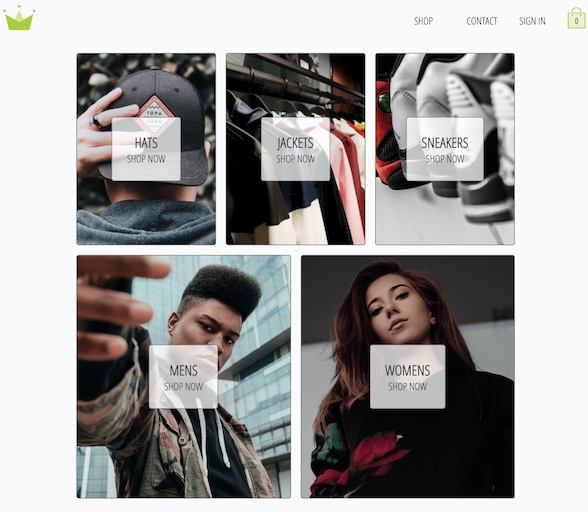 SHOP CONTACT SIGN IN 0
TOPA
HATS
SHOP NOW
JACKETS
SHOP NOW
SNEAKERS
SHOP NOW
MENS
SHOP NOW
WOMENS
SHOP NOW